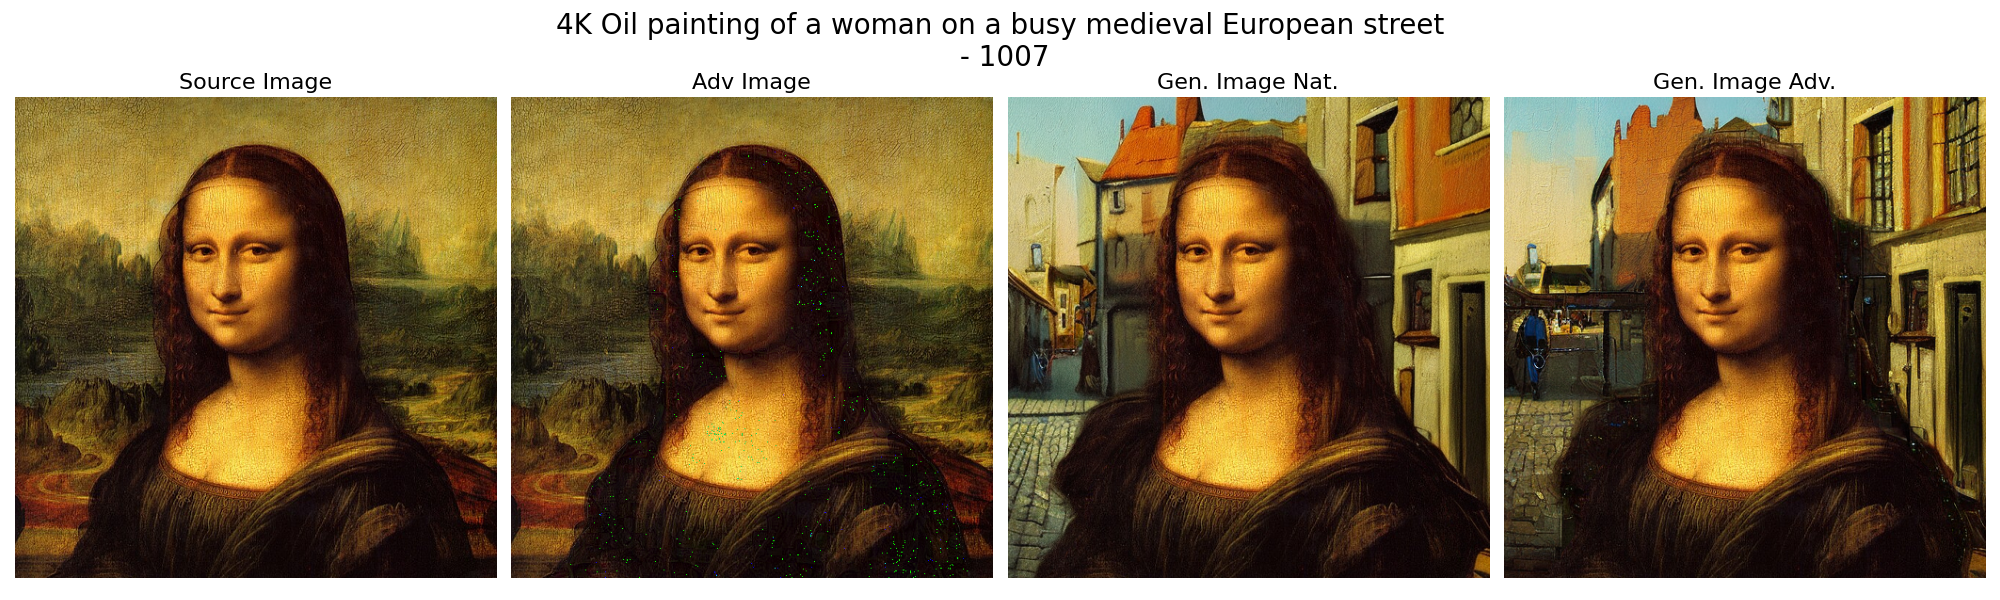 4K Oil painting of a woman on a busy medieval European street
- 1007
Source Image
Adv Image
Gen. Image Nat.
Gen. Image Adv.